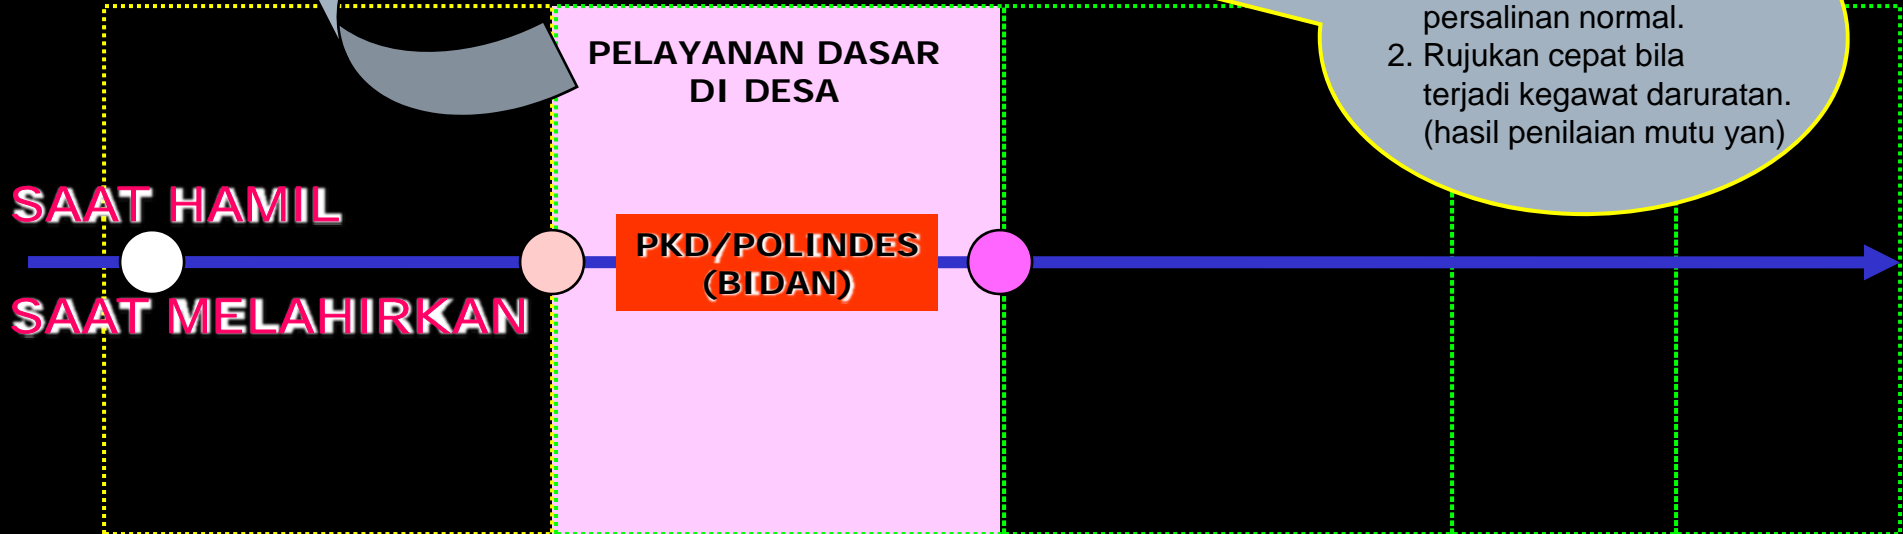 persalinan normal.
2. Rujukan cepat bila
terjadi kegawat daruratan.
(hasil penilaian mutu yan)
PELAYANAN DASAR
DI DESA
SAAT HAMIL
SAAT MELAHIRKAN
PKD/POLINDES
(BIDAN)